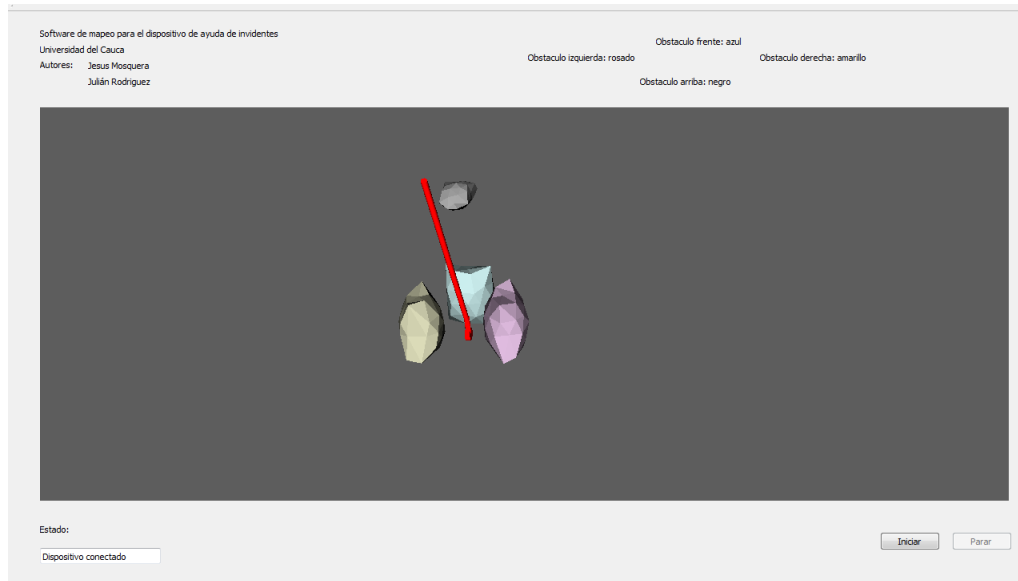 Software de mapeo para el dispositivo de ayuda de invidentes
Universidad del Cauca
Autores: Jesus Mosquera
Julián Rodriguez
Obstaculo frente: azul
Obstaculo izquierda: rosado
Obstaculo derecha: amarillo
Obstaculo arriba: negro
Estado:
Dispositivo conectado
Iniciar
Parar